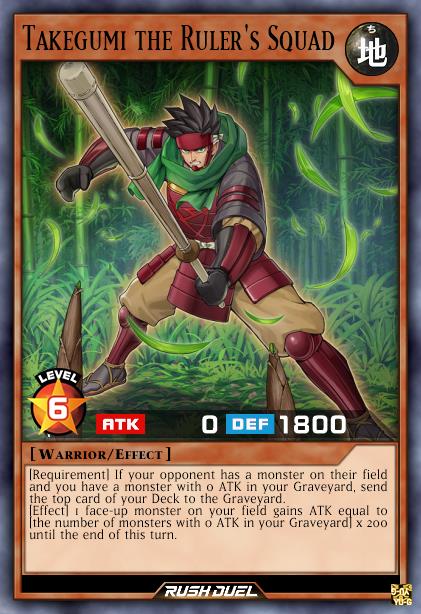 Takegumi the Ruler's Squad
ち
地
LEVEL
6
ATK 0 DEF 1800
[Warrior/Effect]
[Requirement] If your opponent has a monster on their field
and you have a monster with 0 ATK in your Graveyard, send
the top card of your Deck to the Graveyard.
[Effect] 1 face-up monster on your field gains ATK equal to
[the number of monsters with 0 ATK in your Graveyard] x 200
until the end of this turn.
RUSH DUEL